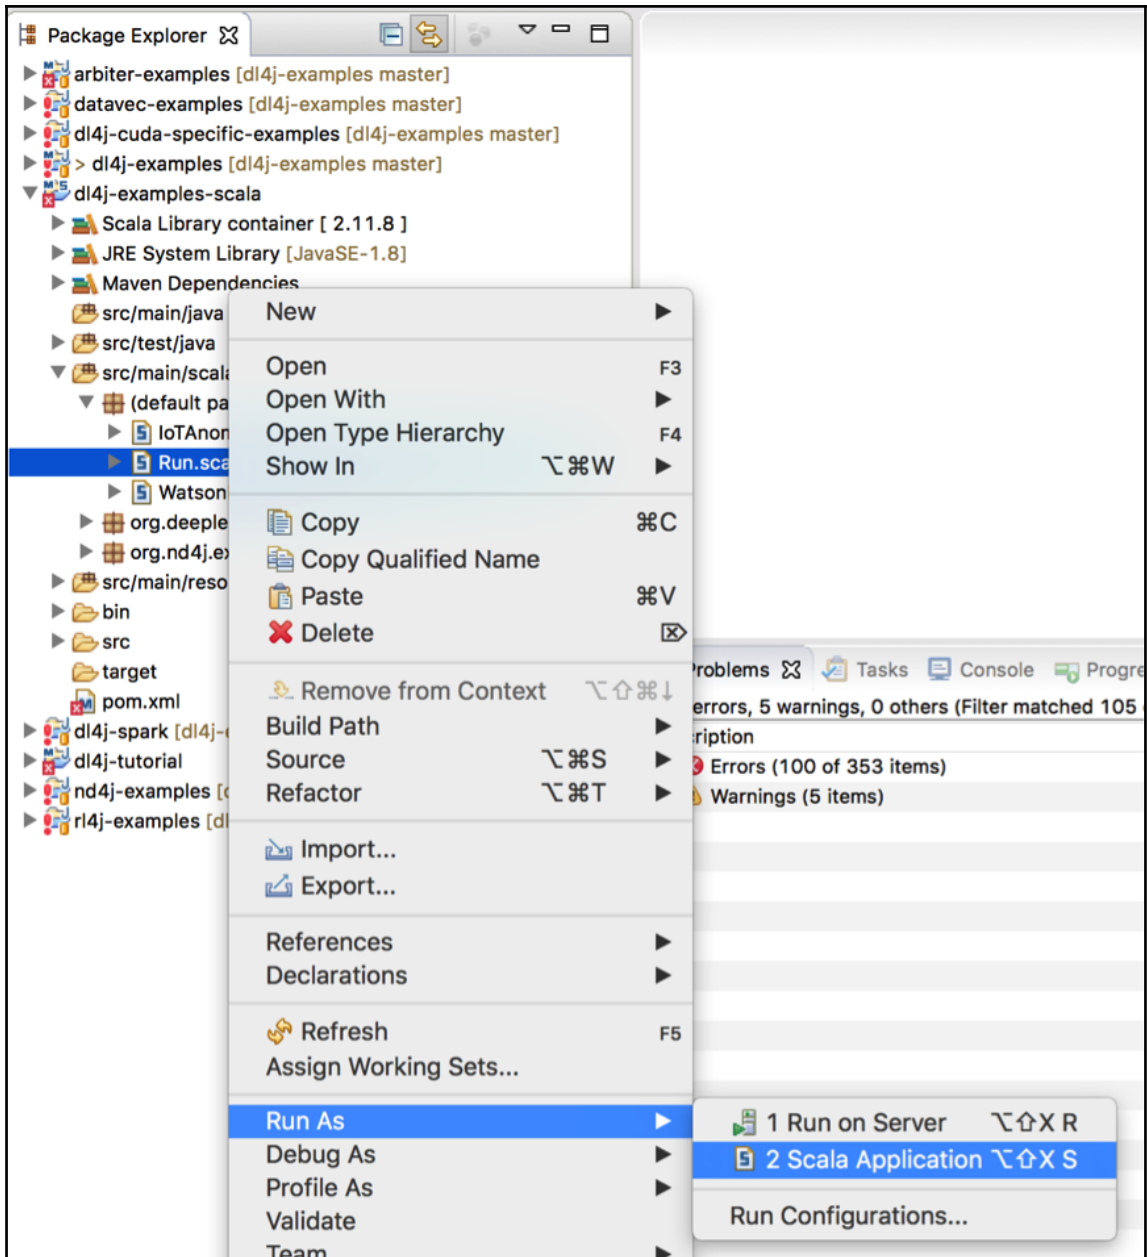 Package Explorer
arbiter-examples [dl4j-examples master]
datavec-examples [dl4j-examples master]
dl4j-cuda-specific-examples [dl4j-examples master]
> dl4j-examples [dl4j-examples master]
dl4j-examples-scala
Scala Library container [ 2.11.8 ]
JRE System Library [JavaSE-1.8]
Maven Dependencies
src/main/java
src/test/java
src/main/scala
(default pa
IoTAnom
Run.sca
Watson
org.deeple
org.nd4j.ex
src/main/reso
bin
src
target
pom.xml
dl4j-spark [dl4j-e
dl4j-tutorial
nd4j-examples [d
rl4j-examples [dl
New
Open F3
Open With
Open Type Hierarchy F4
Show In ⌥⌘W
Copy ⌘C
Copy Qualified Name
Paste ⌘V
Delete ⌦
Remove from Context ⌥⇧⌘↓
Build Path
Source ⌥⌘S
Refactor ⌥⌘T
Import...
Export...
References
Declarations
Refresh F5
Assign Working Sets...
Run As
Debug As
Profile As
Validate
Team
1 Run on Server ⌥⇧X R
2 Scala Application ⌥⇧X S
Run Configurations...
Problems Tasks Console Progre
errors, 5 warnings, 0 others (Filter matched 105
ription
Errors (100 of 353 items)
Warnings (5 items)